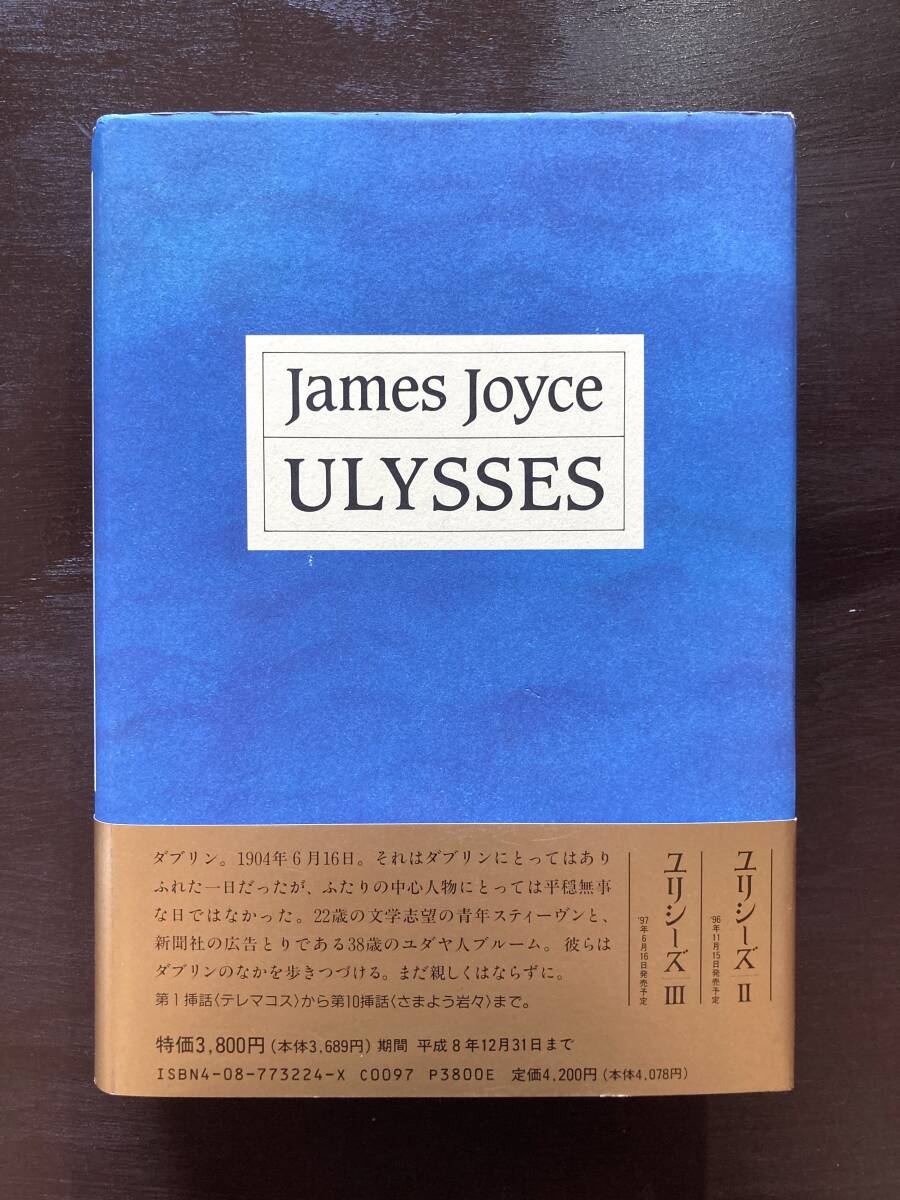 James Joyce
ULYSSES
ダブリン。1904年6月16日。それはダブリンにとってはあり
ふれた一日だったが、ふたりの中心人物にとっては平穏無事
な日ではなかった。22歳の文学志望の青年スティーヴンと、
新聞社の広告とりである38歳のユダヤ人ブルーム。彼らは
ダブリンのなかを歩きつづける。まだ親しくはならずに。
第1挿話〈テレマコス〉から第10挿話〈さまよう岩々〉まで。
ユリシーズ II
'96年11月15日発売予定
ユリシーズ III
'97年6月16日発売予定
特価3,800円(本体3,689円)期間 平成8年12月31日まで
ISBN4-08-773224-X C0097 P3800E 定価4,200円(本体4,078円)